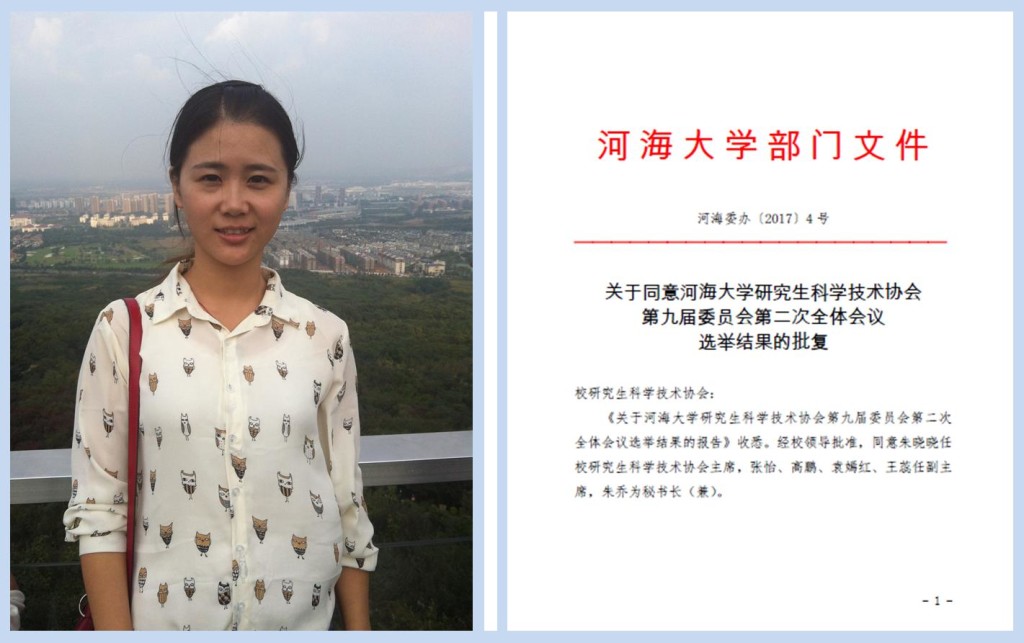 河海大学部门文件
河海委办〔2017〕4 号
关于同意河海大学研究生科学技术协会
第九届委员会第二次全体会议
选举结果的批复
校研究生科学技术协会：
《关于河海大学研究生科学技术协会第九届委员会第二次
全体会议选举结果的报告》收悉。经校领导批准，同意朱晓晓任
校研究生科学技术协会主席，张怡、高鹏、袁嫣红、王蕊任副主
席，朱乔为秘书长（兼）。
- 1 -